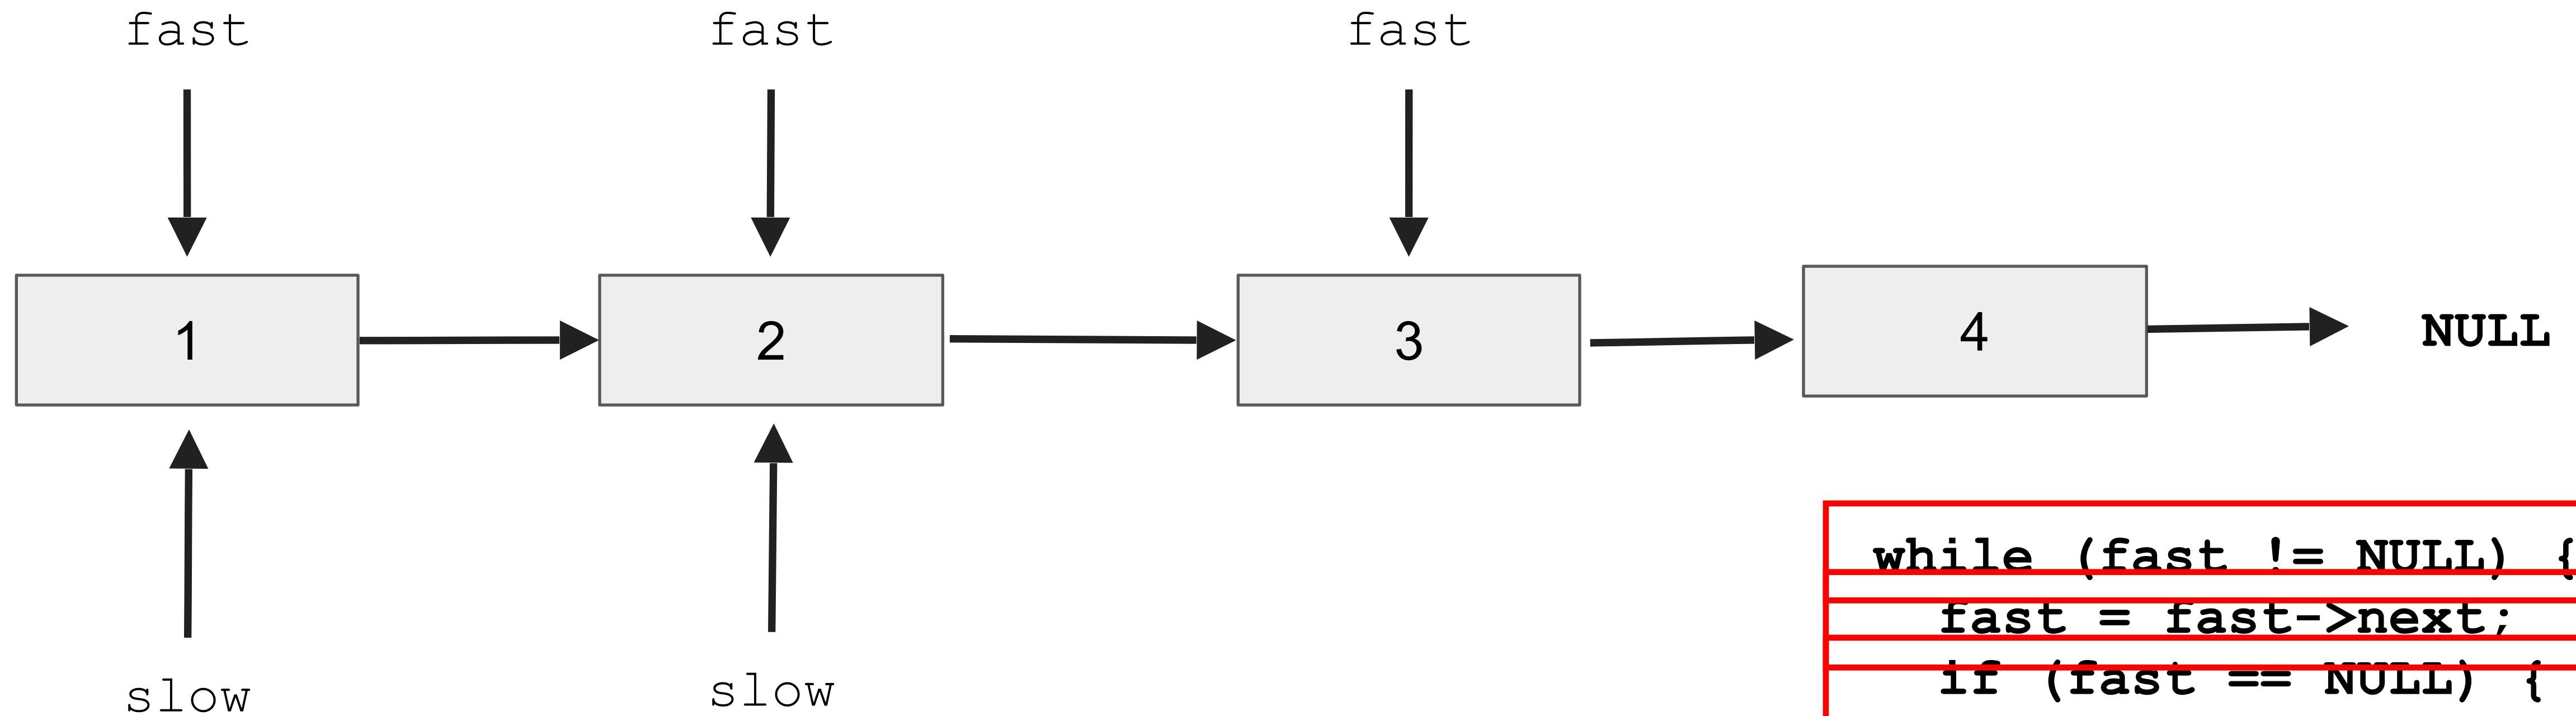 fast fast fast
1 2 3 4 NULL
slow slow
while (fast != NULL) {
fast = fast->next;
if (fast == NULL) {